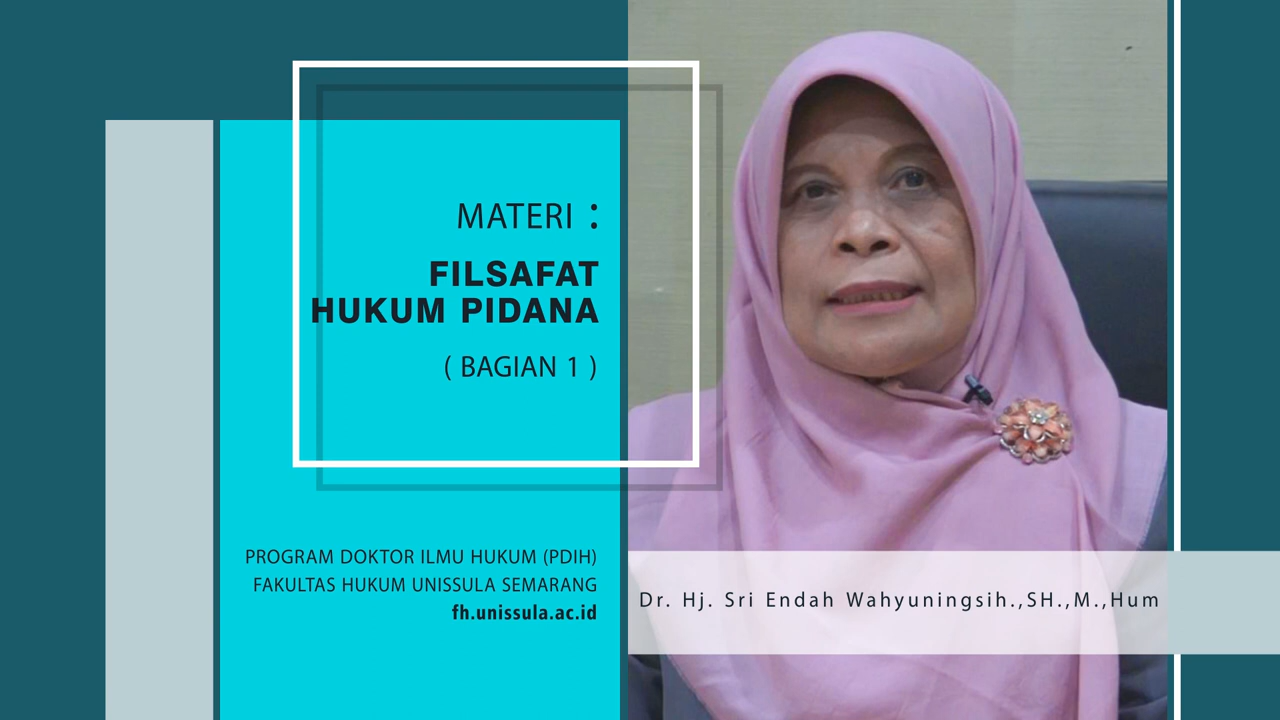 MATERI :
FILSAFAT
HUKUM PIDANA
( BAGIAN 1 )
PROGRAM DOKTOR ILMU HUKUM (PDIH)
FAKULTAS HUKUM UNISSULA SEMARANG
fh.unissula.ac.id
Dr. Hj. Sri Endah Wahyuningsih.,SH.,M.,Hum